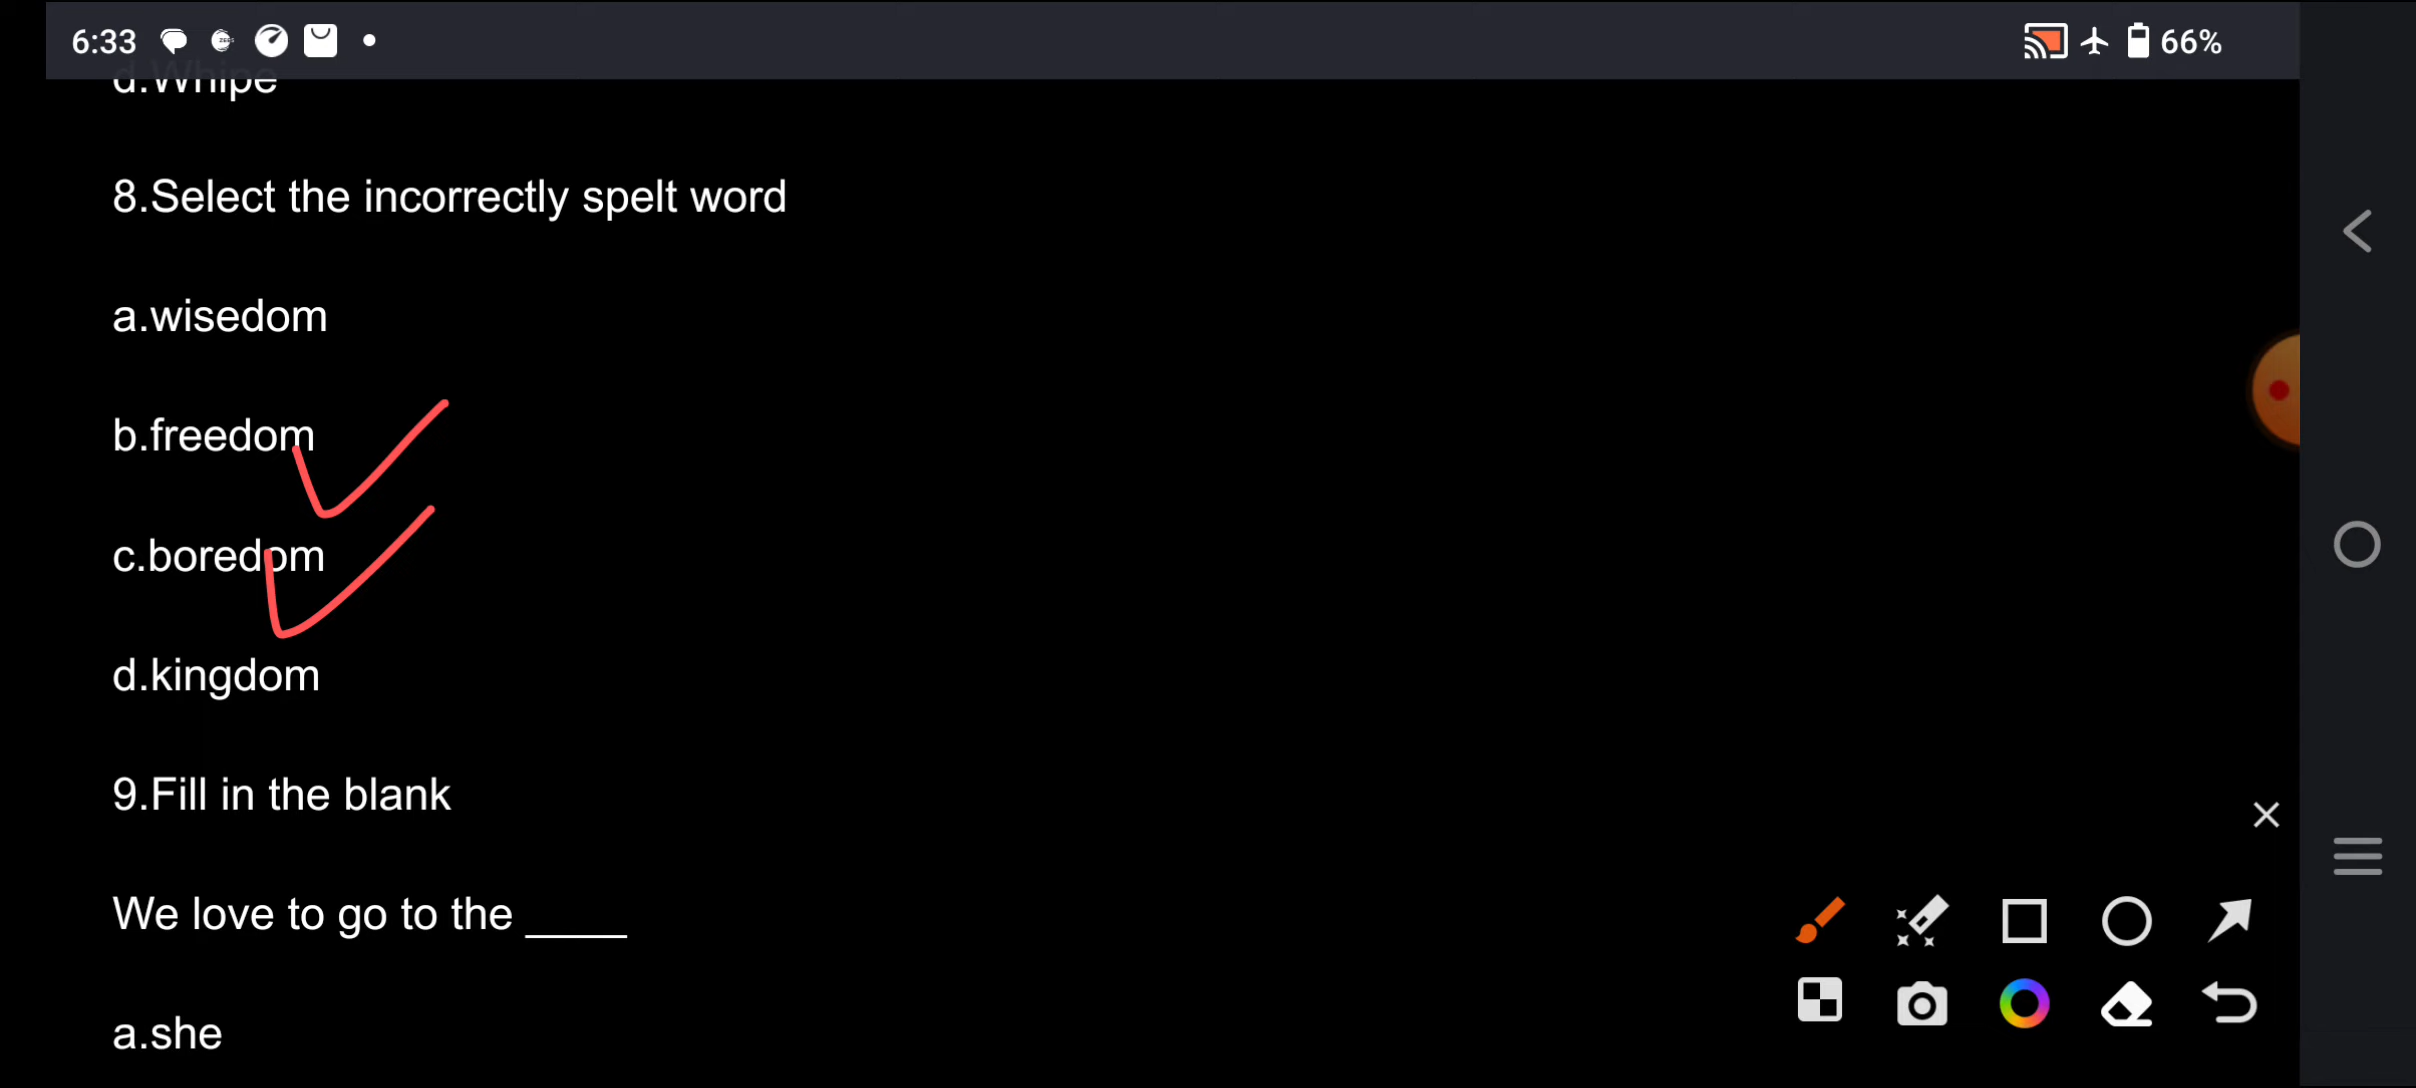 6:33
66%
d.Whipe
8.Select the incorrectly spelt word
a.wisedom
b.freedom
c.boredom
d.kingdom
9.Fill in the blank
We love to go to the _____
a.she